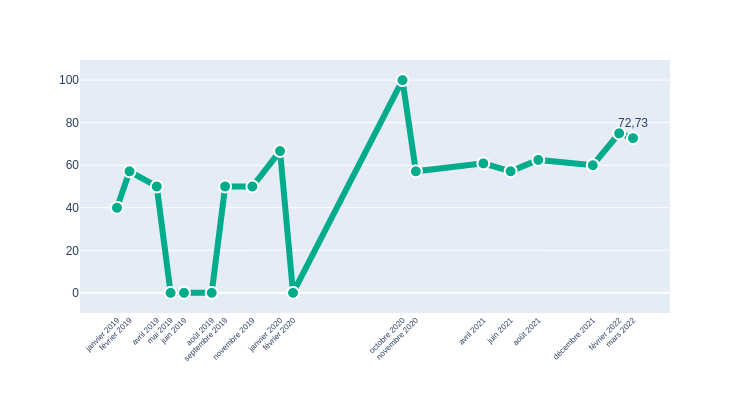 100
80
60
40
20
0
72,73
janvier 2019
février 2019
avril 2019
mai 2019
juin 2019
août 2019
septembre 2019
novembre 2019
janvier 2020
février 2020
octobre 2020
novembre 2020
avril 2021
juin 2021
août 2021
décembre 2021
février 2022
mars 2022